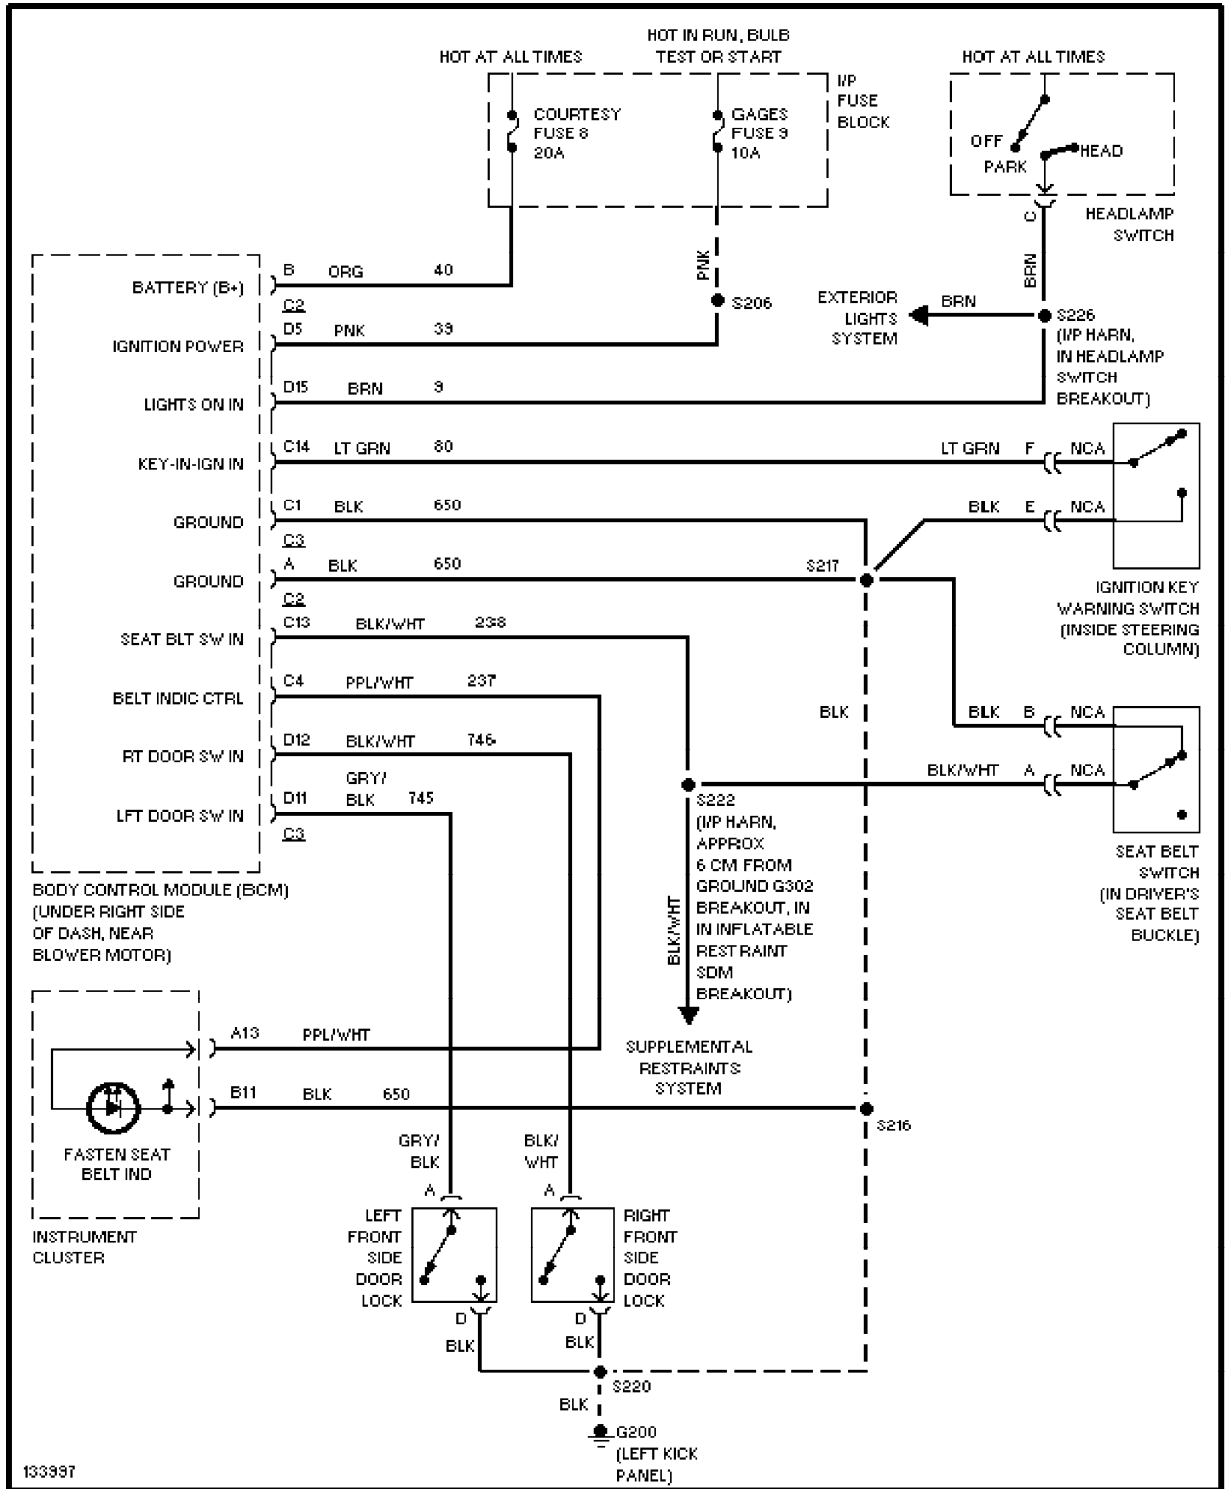 HOT AT ALL TIMES
HOT IN RUN, BULB
TEST OR START
HOT AT ALL TIMES
COURTESY
FUSE 8
20A
GAGES
FUSE 9
10A
I/P
FUSE
BLOCK
OFF
PARK
HEAD
C
HEADLAMP
SWITCH
BRN
PNK
S206
EXTERIOR
LIGHTS
SYSTEM
BRN
S226
(I/P HARN,
IN HEADLAMP
SWITCH
BREAKOUT)
BATTERY (B+)
B ORG 40
C2
IGNITION POWER
D5 PNK 39
LIGHTS ON IN
D15 BRN 9
KEY-IN-IGN IN
C14 LT GRN 80
LT GRN F NCA
GROUND
C1 BLK 650
C3
BLK E NCA
GROUND
A BLK 650
C2
S217
IGNITION KEY
WARNING SWITCH
(INSIDE STEERING
COLUMN)
SEAT BLT SW IN
C13 BLK/WHT 238
BELT INDIC CTRL
C4 PPL/WHT 237
BLK
BLK B NCA
RT DOOR SW IN
D12 BLK/WHT 746
BLK/WHT A NCA
LFT DOOR SW IN
D11
GRY/
BLK 745
C3
BODY CONTROL MODULE (BCM)
(UNDER RIGHT SIDE
OF DASH, NEAR
BLOWER MOTOR)
S222
(I/P HARN,
APPROX
6 CM FROM
GROUND G302
BREAKOUT, IN
IN INFLATABLE
RESTRAINT
SDM
BREAKOUT)
BLK/WHT
SEAT BELT
SWITCH
(IN DRIVER'S
SEAT BELT
BUCKLE)
SUPPLEMENTAL
RESTRAINTS
SYSTEM
A13 PPL/WHT
B11 BLK 650
FASTEN SEAT
BELT IND
INSTRUMENT
CLUSTER
S216
GRY/
BLK
A
BLK/
WHT
A
LEFT
FRONT
SIDE
DOOR
LOCK
RIGHT
FRONT
SIDE
DOOR
LOCK
D
BLK
D
BLK
S220
BLK
G200
(LEFT KICK
PANEL)
133997